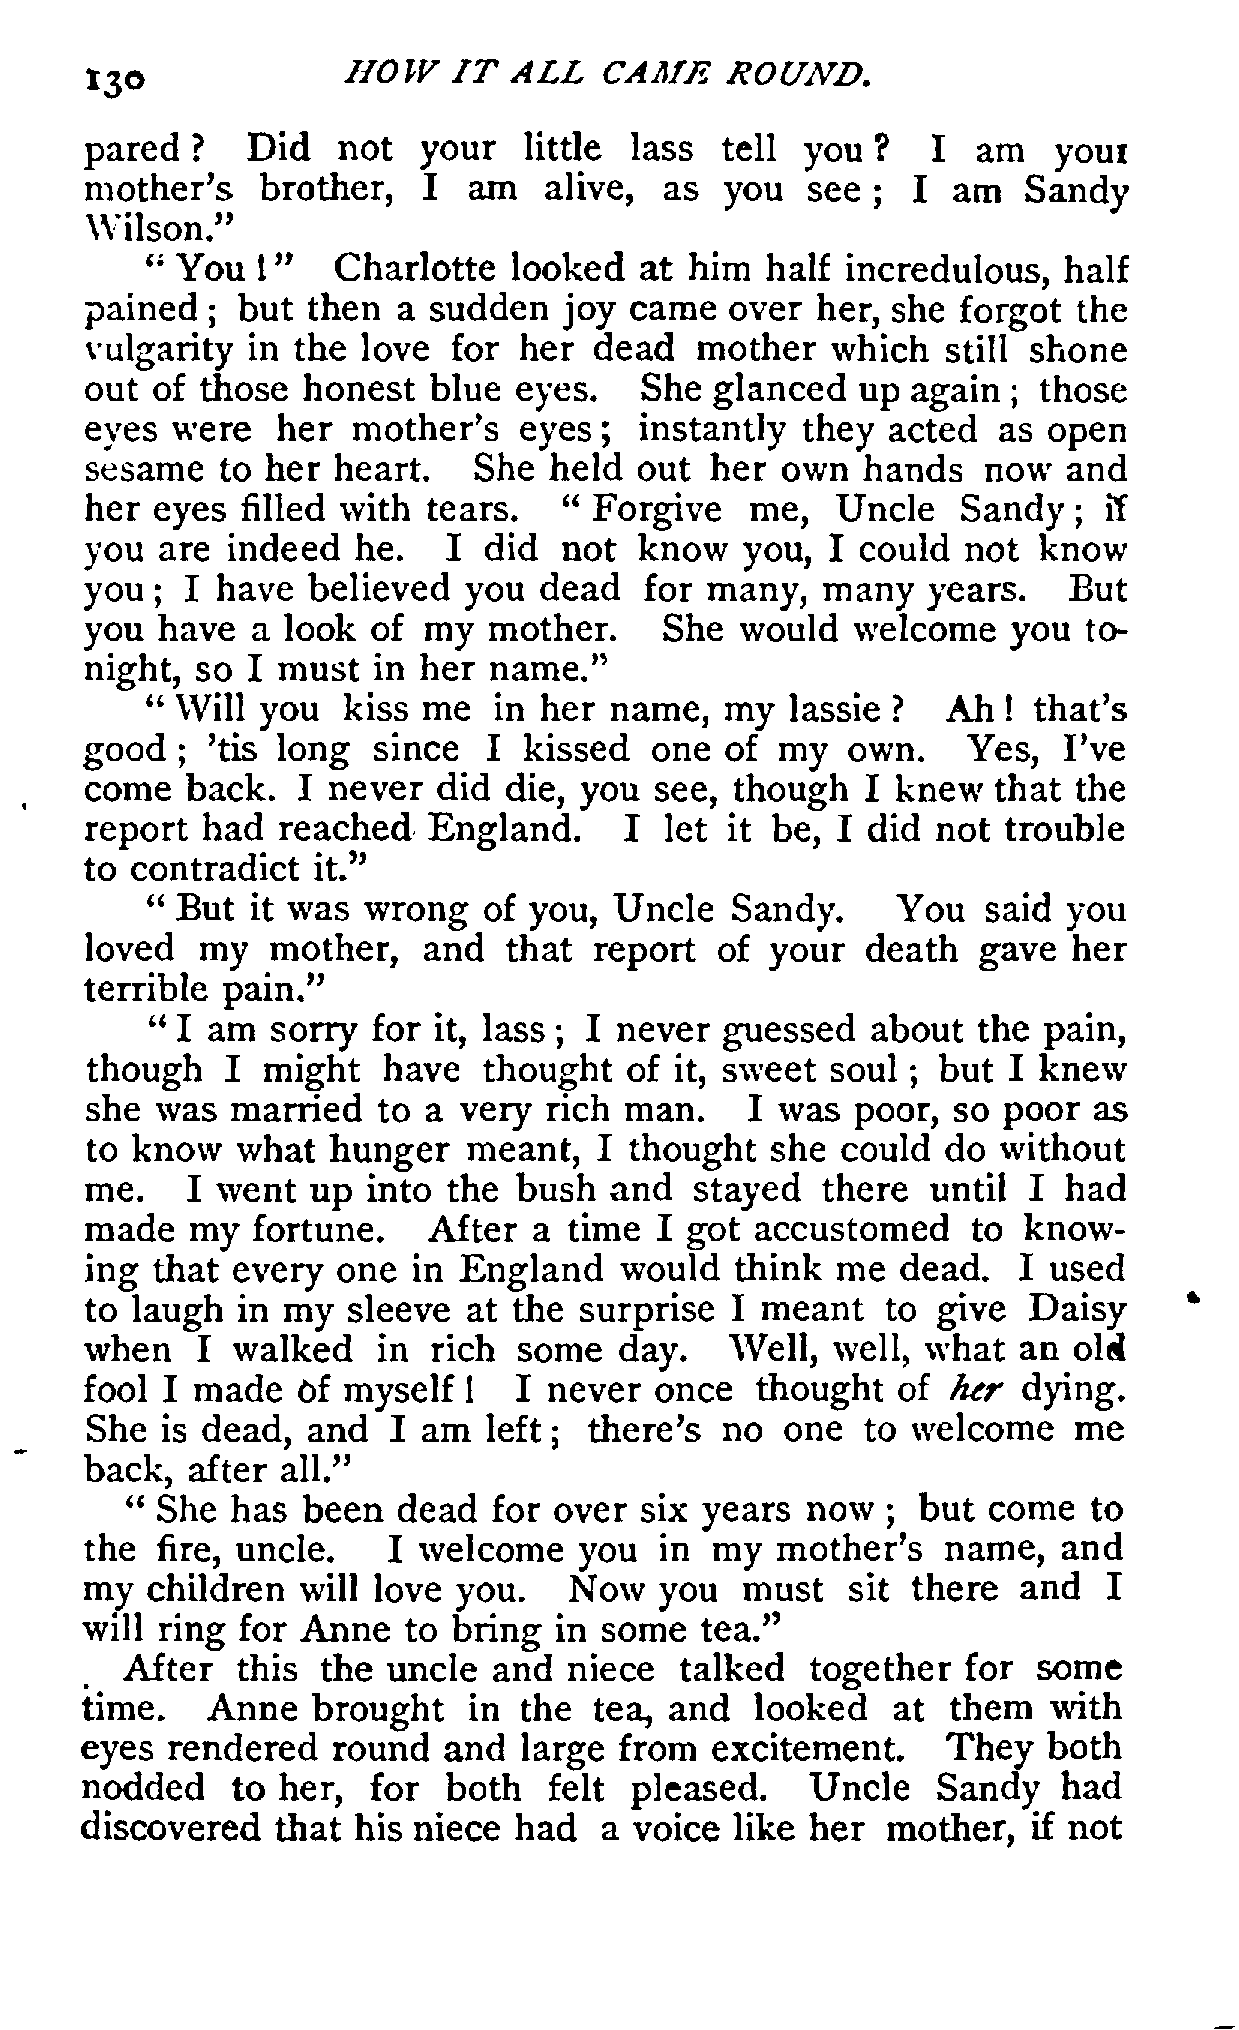 130 HOW IT ALL CAME ROUND.
pared? Did not your little lass tell you? I am your
mother's brother, I am alive, as you see; I am Sandy
Wilson."
"You!" Charlotte looked at him half incredulous, half
pained; but then a sudden joy came over her, she forgot the
vulgarity in the love for her dead mother which still shone
out of those honest blue eyes. She glanced up again; those
eyes were her mother's eyes; instantly they acted as open
sesame to her heart. She held out her own hands now and
her eyes filled with tears. "Forgive me, Uncle Sandy; if
you are indeed he. I did not know you, I could not know
you; I have believed you dead for many, many years. But
you have a look of my mother. She would welcome you to-
night, so I must in her name."
"Will you kiss me in her name, my lassie? Ah! that's
good; 'tis long since I kissed one of my own. Yes, I've
come back. I never did die, you see, though I knew that the
report had reached England. I let it be, I did not trouble
to contradict it."
"But it was wrong of you, Uncle Sandy. You said you
loved my mother, and that report of your death gave her
terrible pain."
"I am sorry for it, lass; I never guessed about the pain,
though I might have thought of it, sweet soul; but I knew
she was married to a very rich man. I was poor, so poor as
to know what hunger meant, I thought she could do without
me. I went up into the bush and stayed there until I had
made my fortune. After a time I got accustomed to know-
ing that every one in England would think me dead. I used
to laugh in my sleeve at the surprise I meant to give Daisy
when I walked in rich some day. Well, well, what an old
fool I made of myself! I never once thought of her dying.
She is dead, and I am left; there's no one to welcome me
back, after all."
"She has been dead for over six years now; but come to
the fire, uncle. I welcome you in my mother's name, and
my children will love you. Now you must sit there and I
will ring for Anne to bring in some tea."
After this the uncle and niece talked together for some
time. Anne brought in the tea, and looked at them with
eyes rendered round and large from excitement. They both
nodded to her, for both felt pleased. Uncle Sandy had
discovered that his niece had a voice like her mother, if not